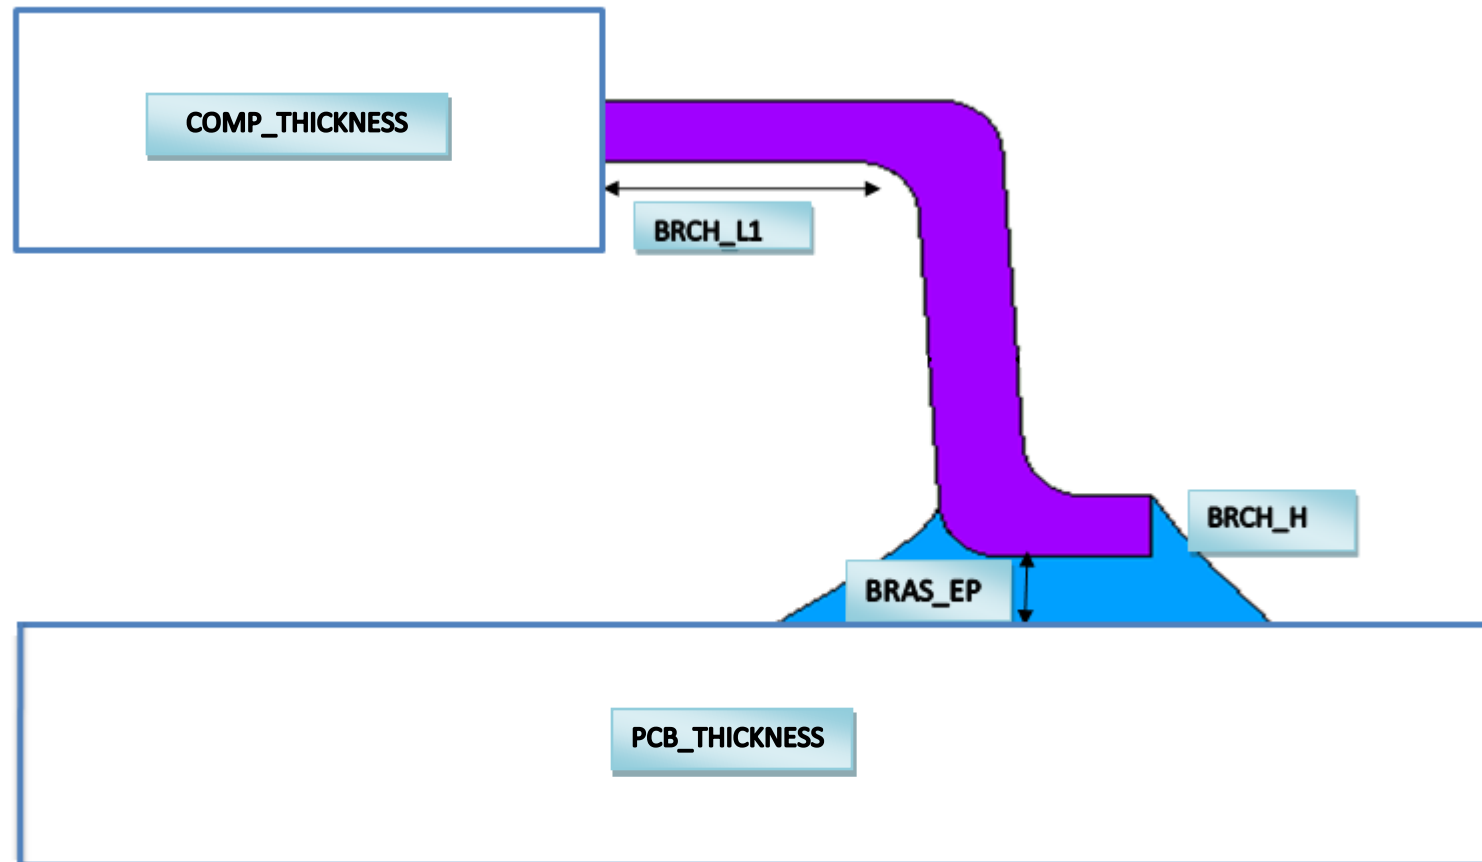 COMP_THICKNESS
BRCH_L1
BRCH_H
BRAS_EP
PCB_THICKNESS